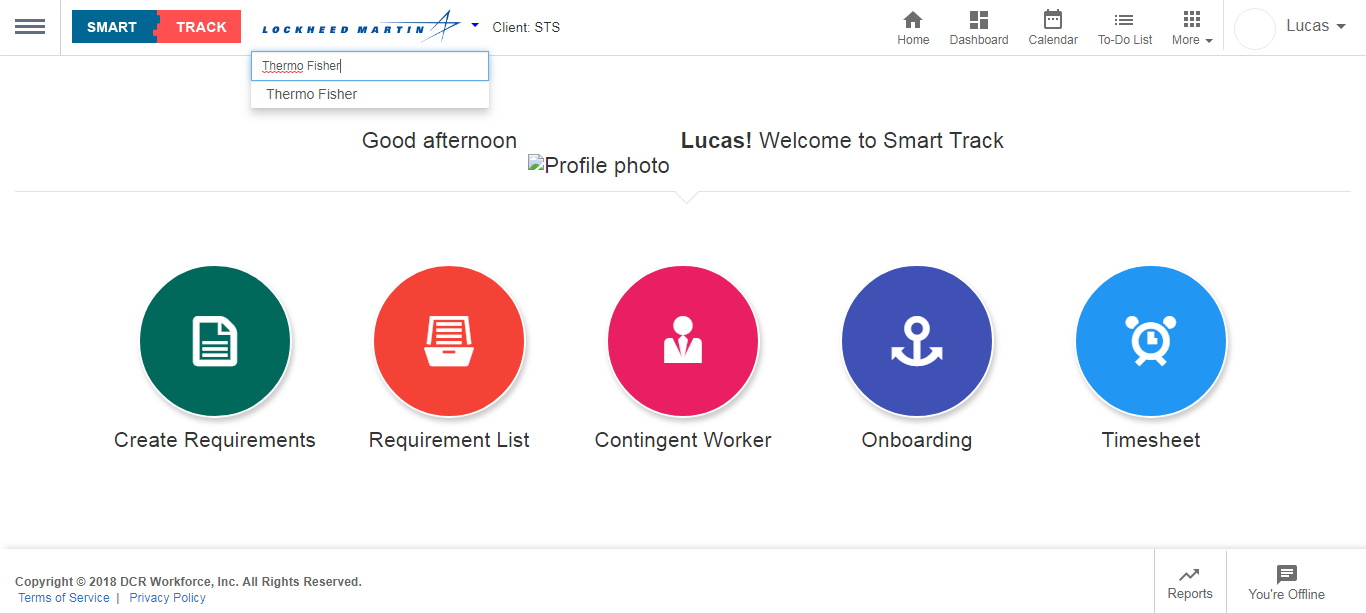 SMART TRACK
LOCKHEED MARTIN
Client: STS
Home
Dashboard
Calendar
To-Do List
More
Lucas
Thermo Fisher
Thermo Fisher
Good afternoon
Profile photo
Lucas! Welcome to Smart Track
Create Requirements
Requirement List
Contingent Worker
Onboarding
Timesheet
Copyright © 2018 DCR Workforce, Inc. All Rights Reserved.
Terms of Service | Privacy Policy
Reports
You're Offline